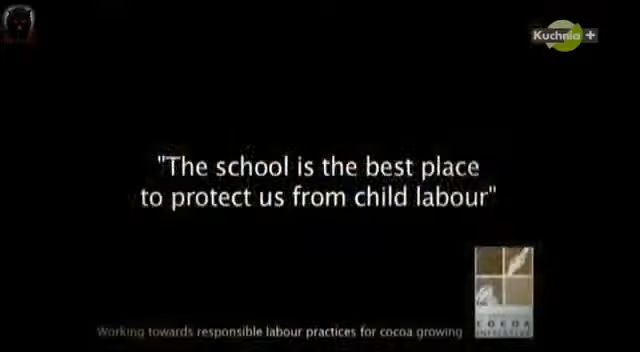 Kuchnia +
"The school is the best place
to protect us from child labour"
COCOA
INITIATIVE
Working towards responsible labour practices for cocoa growing